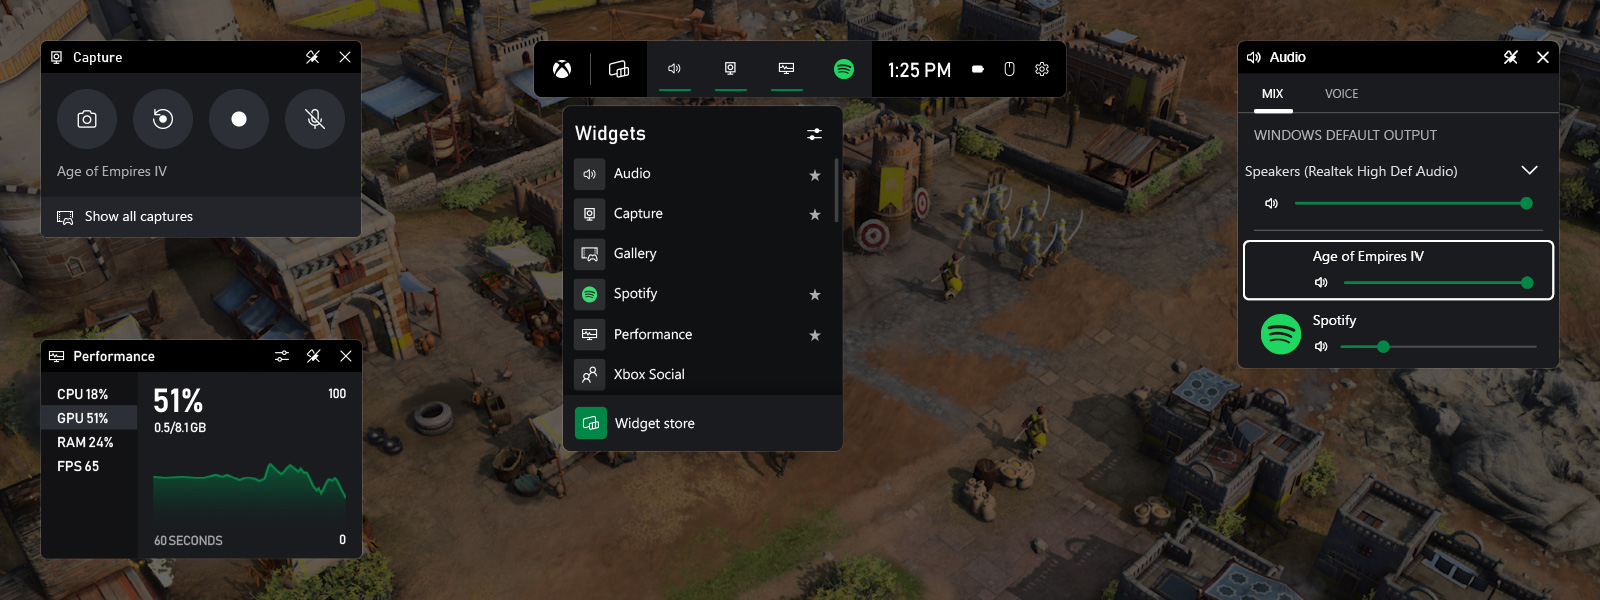 Capture
Age of Empires IV
Show all captures
Performance
CPU 18%
GPU 51%
RAM 24%
FPS 65
51%
100
0.5/8.1 GB
60 SECONDS
0
1:25 PM
Widgets
Audio
Capture
Gallery
Spotify
Performance
Xbox Social
Widget store
Audio
MIX
VOICE
WINDOWS DEFAULT OUTPUT
Speakers (Realtek High Def Audio)
Age of Empires IV
Spotify